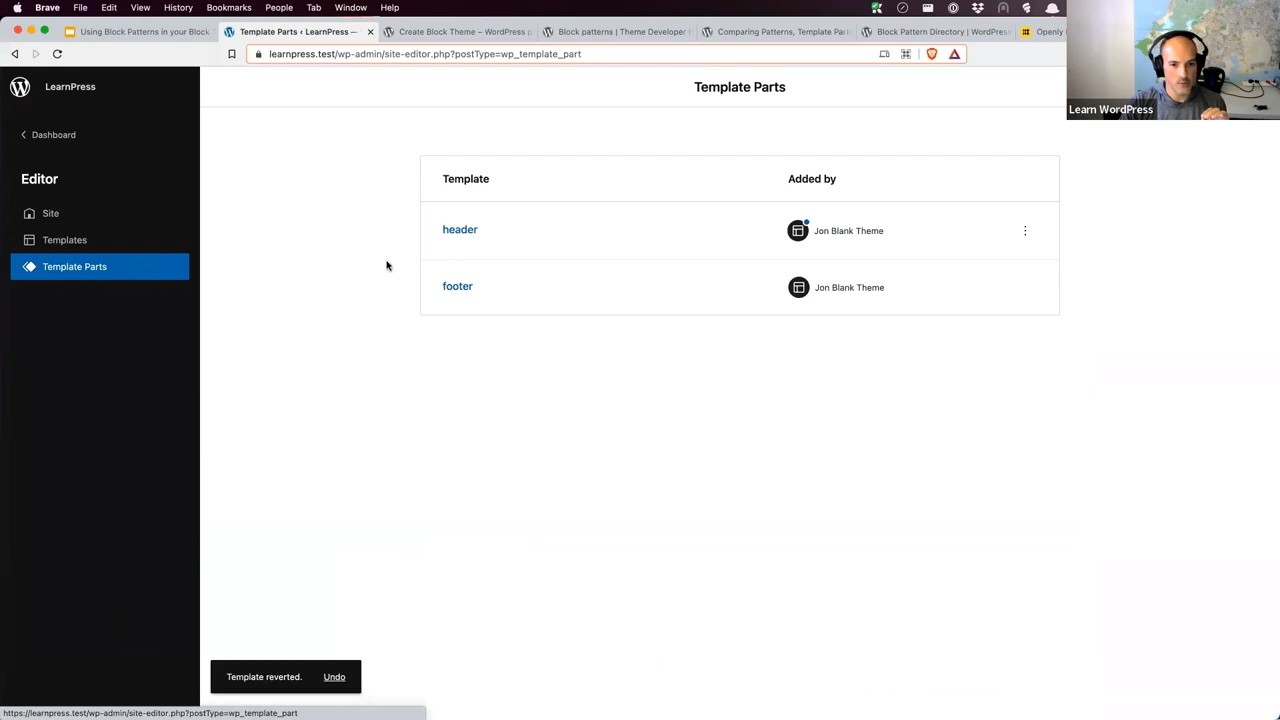 Brave File Edit View History Bookmarks People Tab Window Help
Using Block Patterns in your Block
Template Parts ‹ LearnPress —
Create Block Theme – WordPress p
Block patterns | Theme Developer
Comparing Patterns, Template Part
Block Pattern Directory | WordPress
Openly
learnpress.test/wp-admin/site-editor.php?postType=wp_template_part
Learn WordPress
LearnPress
Template Parts
Dashboard
Editor
Site
Templates
Template Parts
Template Added by
header Jon Blank Theme
footer Jon Blank Theme
Template reverted. Undo
https://learnpress.test/wp-admin/site-editor.php?postType=wp_template_part